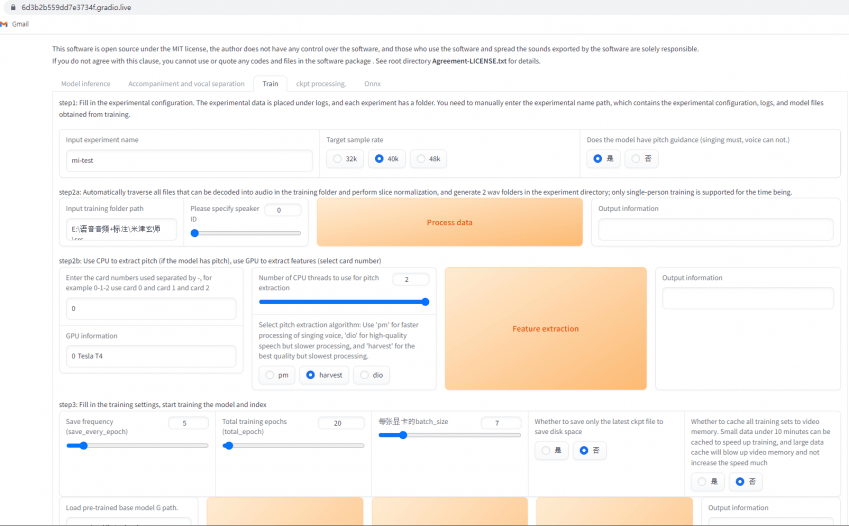 6d3b2b559dd7e3734f.gradio.live
Gmail
This software is open source under the MIT license, the author does not have any control over the software, and those who use the software and spread the sounds exported by the software are solely responsible.
If you do not agree with this clause, you cannot use or quote any codes and files in the software package . See root directory Agreement-LICENSE.txt for details.
Model inference Accompaniment and vocal separation Train ckpt processing. Onns
step1: Fill in the experimental configuration. The experimental data is placed under logs, and each experiment has a folder. You need to manually enter the experimental name path, which contains the experimental configuration, logs, and model files
obtained from training.
Input experiment name
mi-test
Target sample rate
32k 40k 48k
Does the model have pitch guidance (singing must, voice can not.)
是 否
step2a: Automatically traverse all files that can be decoded into audio in the training folder and perform slice normalization, and generate 2 wav folders in the experiment directory; only single-person training is supported for the time being.
Input training folder path
E:\语音音频+标注\米津玄师
\src
Please specify speaker
ID
0
Process data
Output information
step2b: Use CPU to extract pitch (if the model has pitch), use GPU to extract features (select card number)
Enter the card numbers used separated by -, for
example 0-1-2 use card 0 and card 1 and card 2
0
GPU information
0 Tesla T4
Number of CPU threads to use for pitch
extraction
2
Select pitch extraction algorithm: Use 'pm' for faster
processing of singing voice, 'dio' for high-quality
speech but slower processing, and 'harvest' for the
best quality but slowest processing.
pm harvest dio
Feature extraction
Output information
step3: Fill in the training settings, start training the model and index
Save frequency
(save_every_epoch)
5
Total training epochs
(total_epoch)
20
每张显卡的batch_size
7
Whether to save only the latest ckpt file to
save disk space
是 否
Whether to cache all training sets to video
memory. Small data under 10 minutes can be
cached to speed up training, and large data
cache will blow up video memory and not
increase the speed much
是 否
Load pre-trained base model G path.
Output information